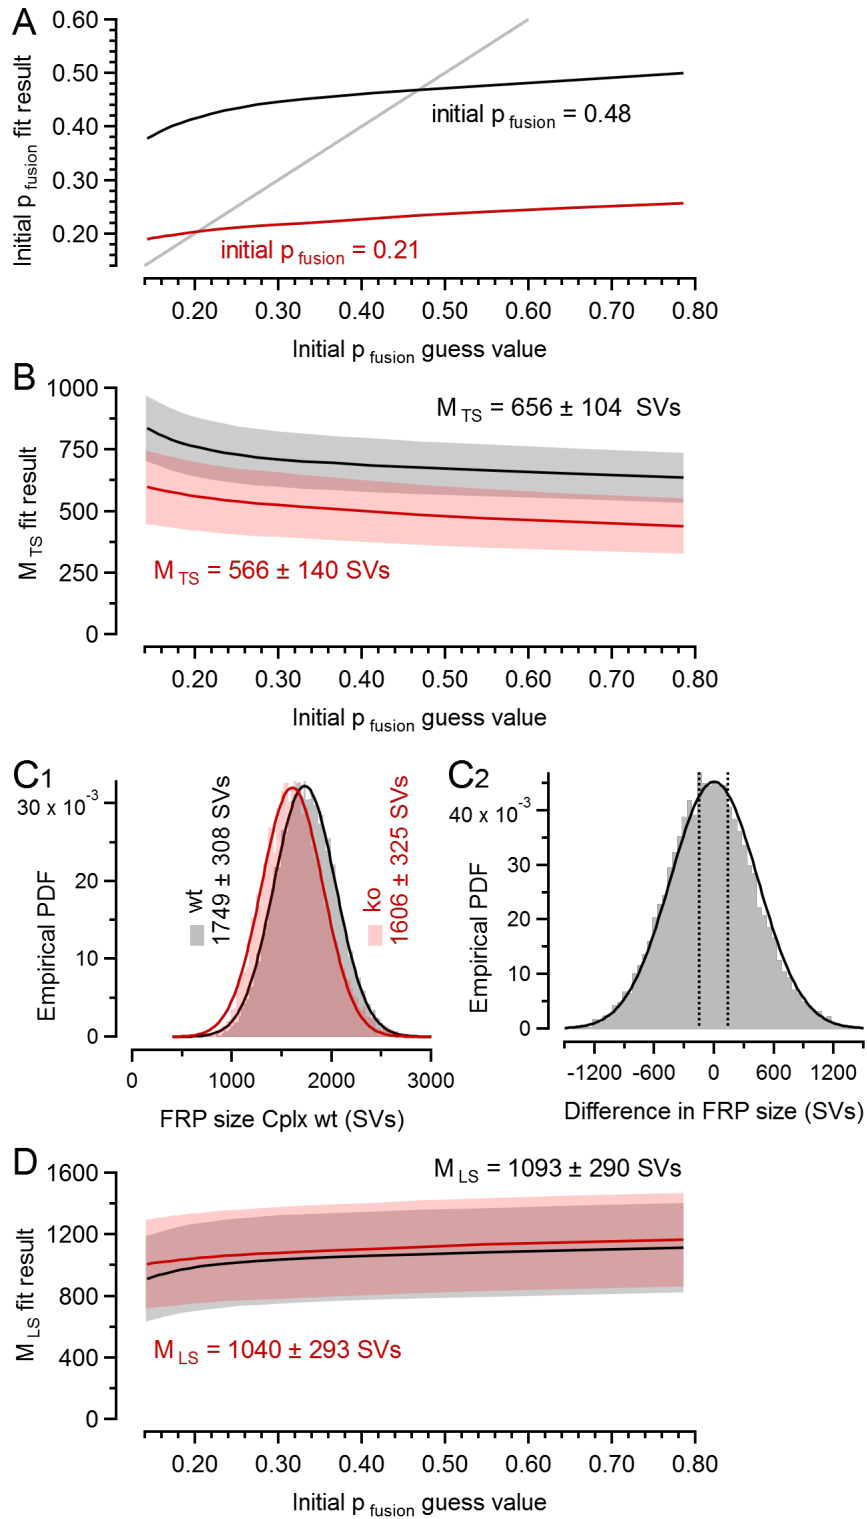 A
0.60
0.50
0.40
0.30
0.20
Initial p fusion fit result
initial p fusion = 0.48
initial p fusion = 0.21
0.20 0.30 0.40 0.50 0.60 0.70 0.80
Initial p fusion guess value
B
1000
750
500
250
0
M TS fit result
M TS = 656 ± 104 SVs
M TS = 566 ± 140 SVs
0.20 0.30 0.40 0.50 0.60 0.70 0.80
Initial p fusion guess value
C1
30 x 10 -3
20
10
0
Empirical PDF
wt
1749 ± 308 SVs
ko
1606 ± 325 SVs
0 1000 2000 3000
FRP size Cplx wt (SVs)
C2
40 x 10 -3
30
20
10
0
Empirical PDF
-1200 -600 0 600 1200
Difference in FRP size (SVs)
D
1600
1200
800
400
0
M LS fit result
M LS = 1093 ± 290 SVs
M LS = 1040 ± 293 SVs
0.20 0.30 0.40 0.50 0.60 0.70 0.80
Initial p fusion guess value